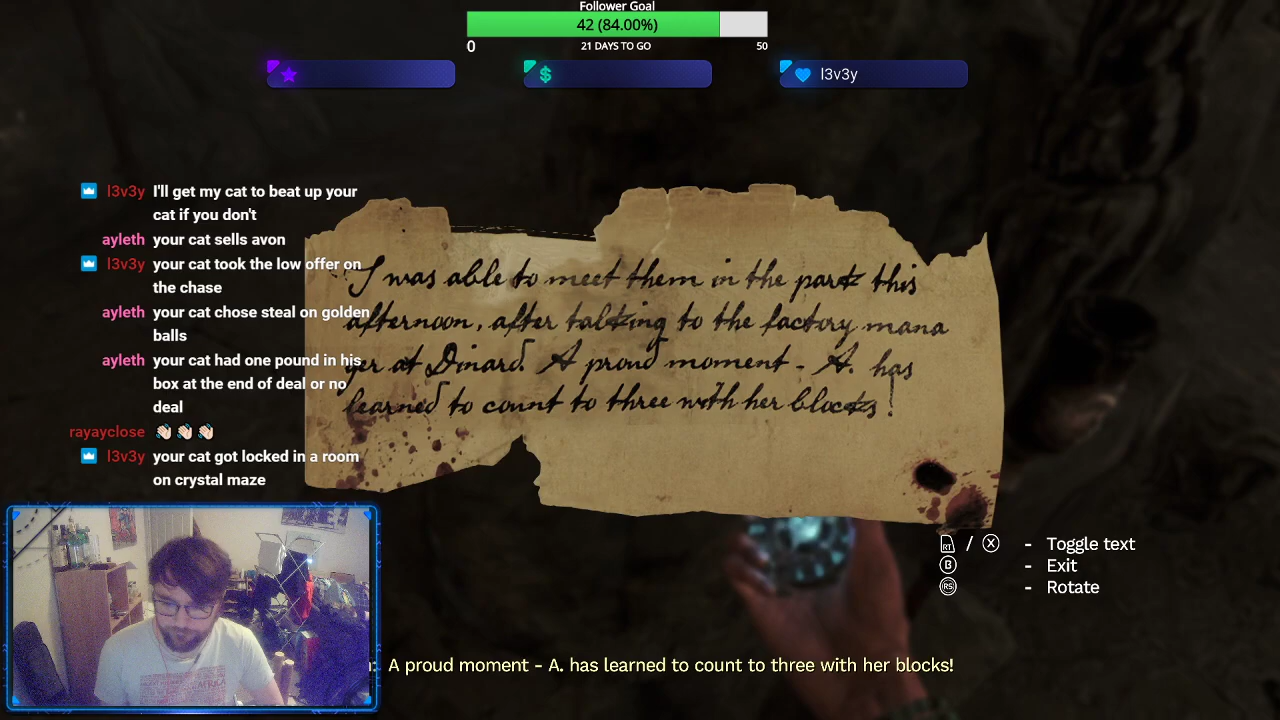 Follower Goal
42 (84.00%)
0
21 DAYS TO GO
50
l3v3y
l3v3y I'll get my cat to beat up your
cat if you don't
ayleth your cat sells avon
l3v3y your cat took the low offer on
the chase
ayleth your cat chose steal on golden
balls
ayleth your cat had one pound in his
box at the end of deal or no
deal
rayayclose
l3v3y your cat got locked in a room
on crystal maze
I was able to meet them in the park this
afternoon, after talking to the factory mana
ger at Dinard. A proud moment - A. has
learned to count to three with her blocks!
RT / X - Toggle text
B - Exit
RS - Rotate
: A proud moment - A. has learned to count to three with her blocks!